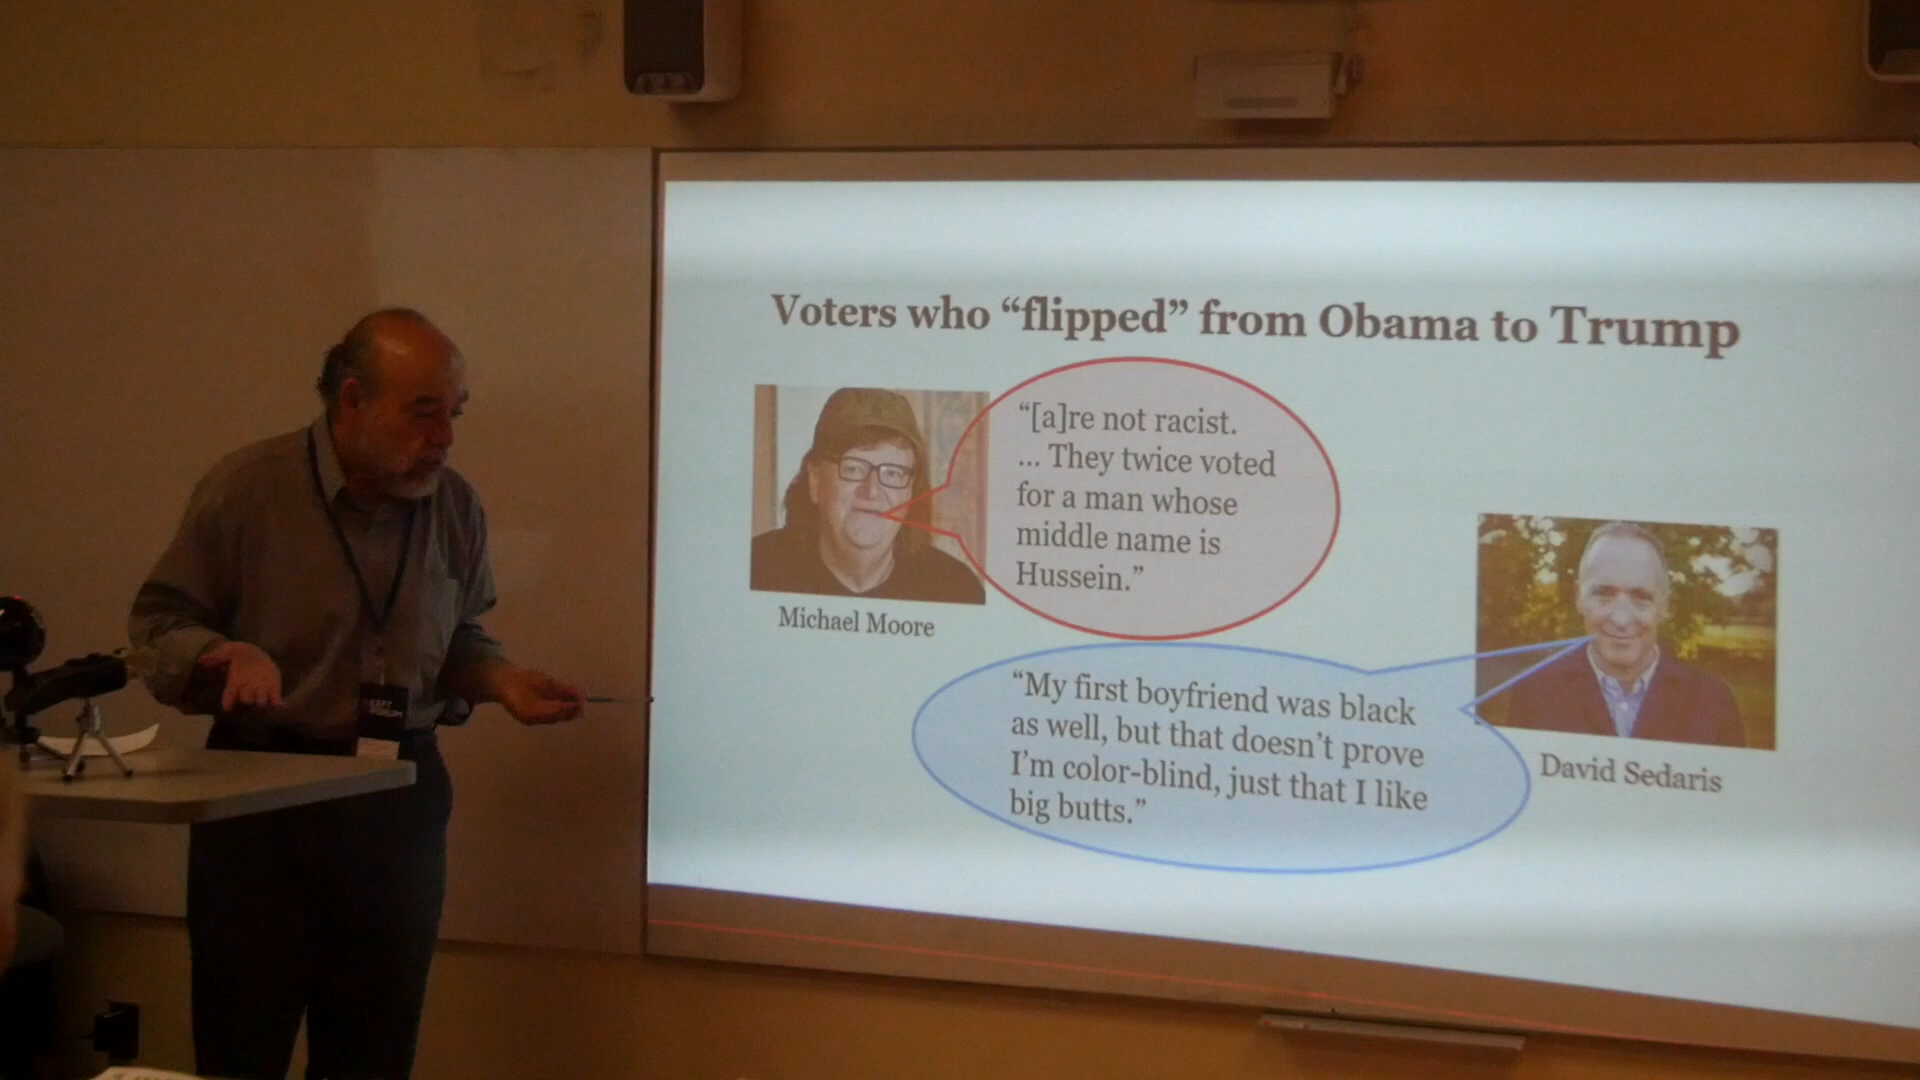 Voters who “flipped” from Obama to Trump
“[a]re not racist.
... They twice voted
for a man whose
middle name is
Hussein.”
Michael Moore
“My first boyfriend was black
as well, but that doesn’t prove
I’m color-blind, just that I like
big butts.”
David Sedaris
LEFT
FORUM